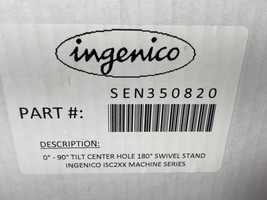 ingenico
PART #: SEN350820
DESCRIPTION:
0° - 90° TILT CENTER HOLE 180° SWIVEL STAND
INGENICO iSC2XX MACHINE SERIES